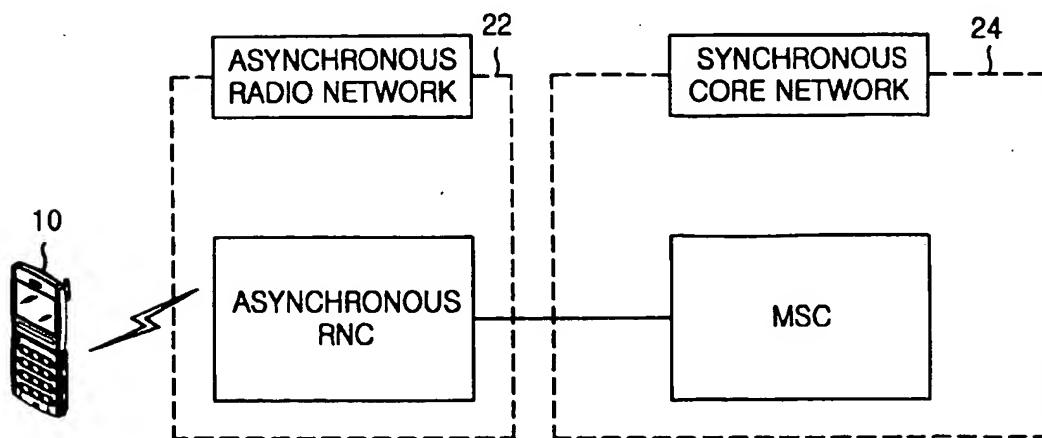 22
24
ASYNCHRONOUS
RADIO NETWORK
SYNCHRONOUS
CORE NETWORK
10
ASYNCHRONOUS
RNC
MSC